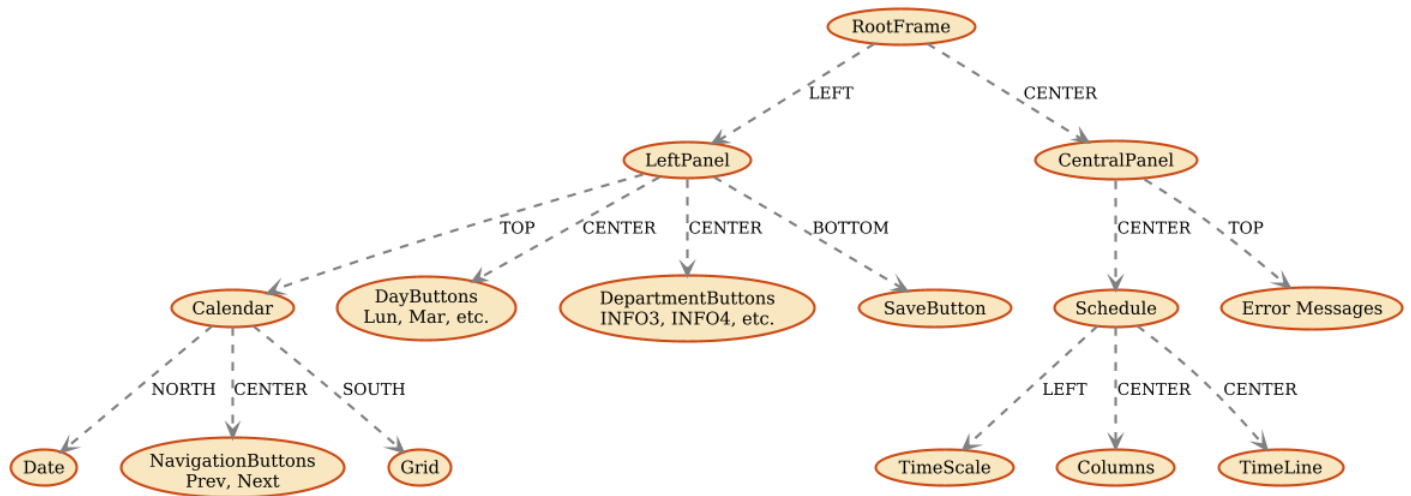 RootFrame
LEFT
CENTER
LeftPanel
CentralPanel
TOP
CENTER
CENTER
BOTTOM
CENTER
TOP
Calendar
DayButtons
Lun, Mar, etc.
DepartmentButtons
INFO3, INFO4, etc.
SaveButton
Schedule
Error Messages
NORTH
CENTER
SOUTH
LEFT
CENTER
CENTER
Date
NavigationButtons
Prev, Next
Grid
TimeScale
Columns
TimeLine